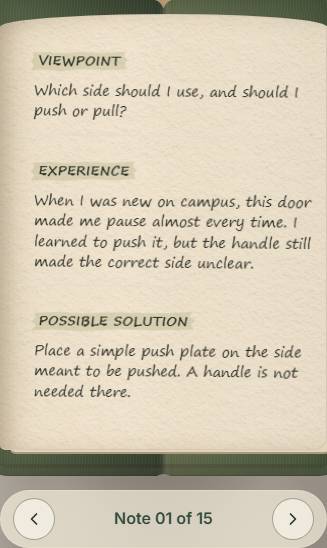 VIEWPOINT
Which side should I use, and should I
push or pull?
EXPERIENCE
When I was new on campus, this door
made me pause almost every time. I
learned to push it, but the handle still
made the correct side unclear.
POSSIBLE SOLUTION
Place a simple push plate on the side
meant to be pushed. A handle is not
needed there.
Note 01 of 15